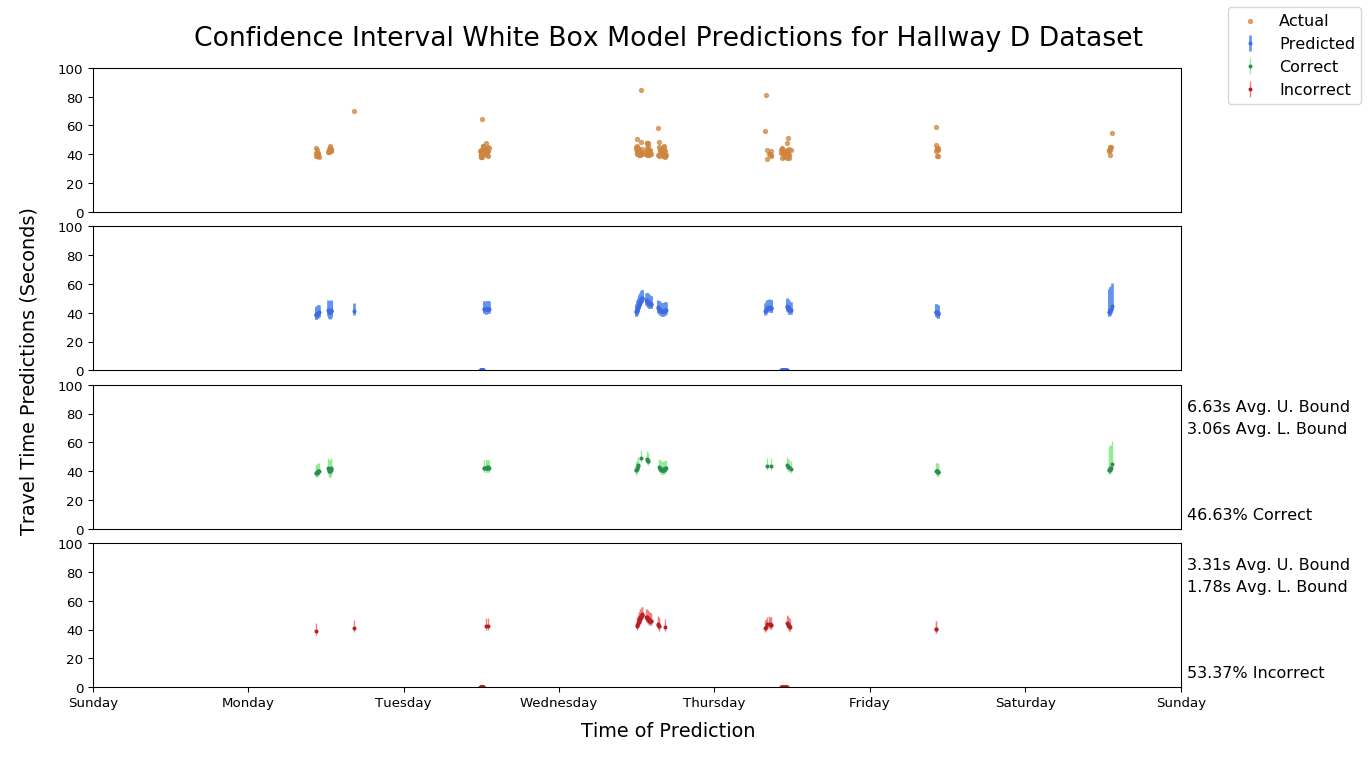 Confidence Interval White Box Model Predictions for Hallway D Dataset
Actual
Predicted
Correct
Incorrect
Travel Time Predictions (Seconds)
100
80
60
40
20
0
100
80
60
40
20
0
100
80
60
40
20
0
6.63s Avg. U. Bound
3.06s Avg. L. Bound
46.63% Correct
100
80
60
40
20
0
3.31s Avg. U. Bound
1.78s Avg. L. Bound
53.37% Incorrect
Sunday Monday Tuesday Wednesday Thursday Friday Saturday Sunday
Time of Prediction